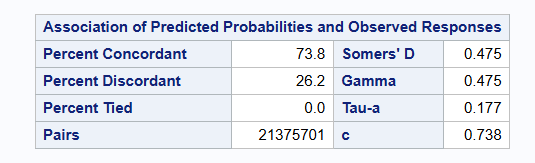 Association of Predicted Probabilities and Observed Responses
Percent Concordant 73.8 Somers' D 0.475
Percent Discordant 26.2 Gamma 0.475
Percent Tied 0.0 Tau-a 0.177
Pairs 21375701 c 0.738